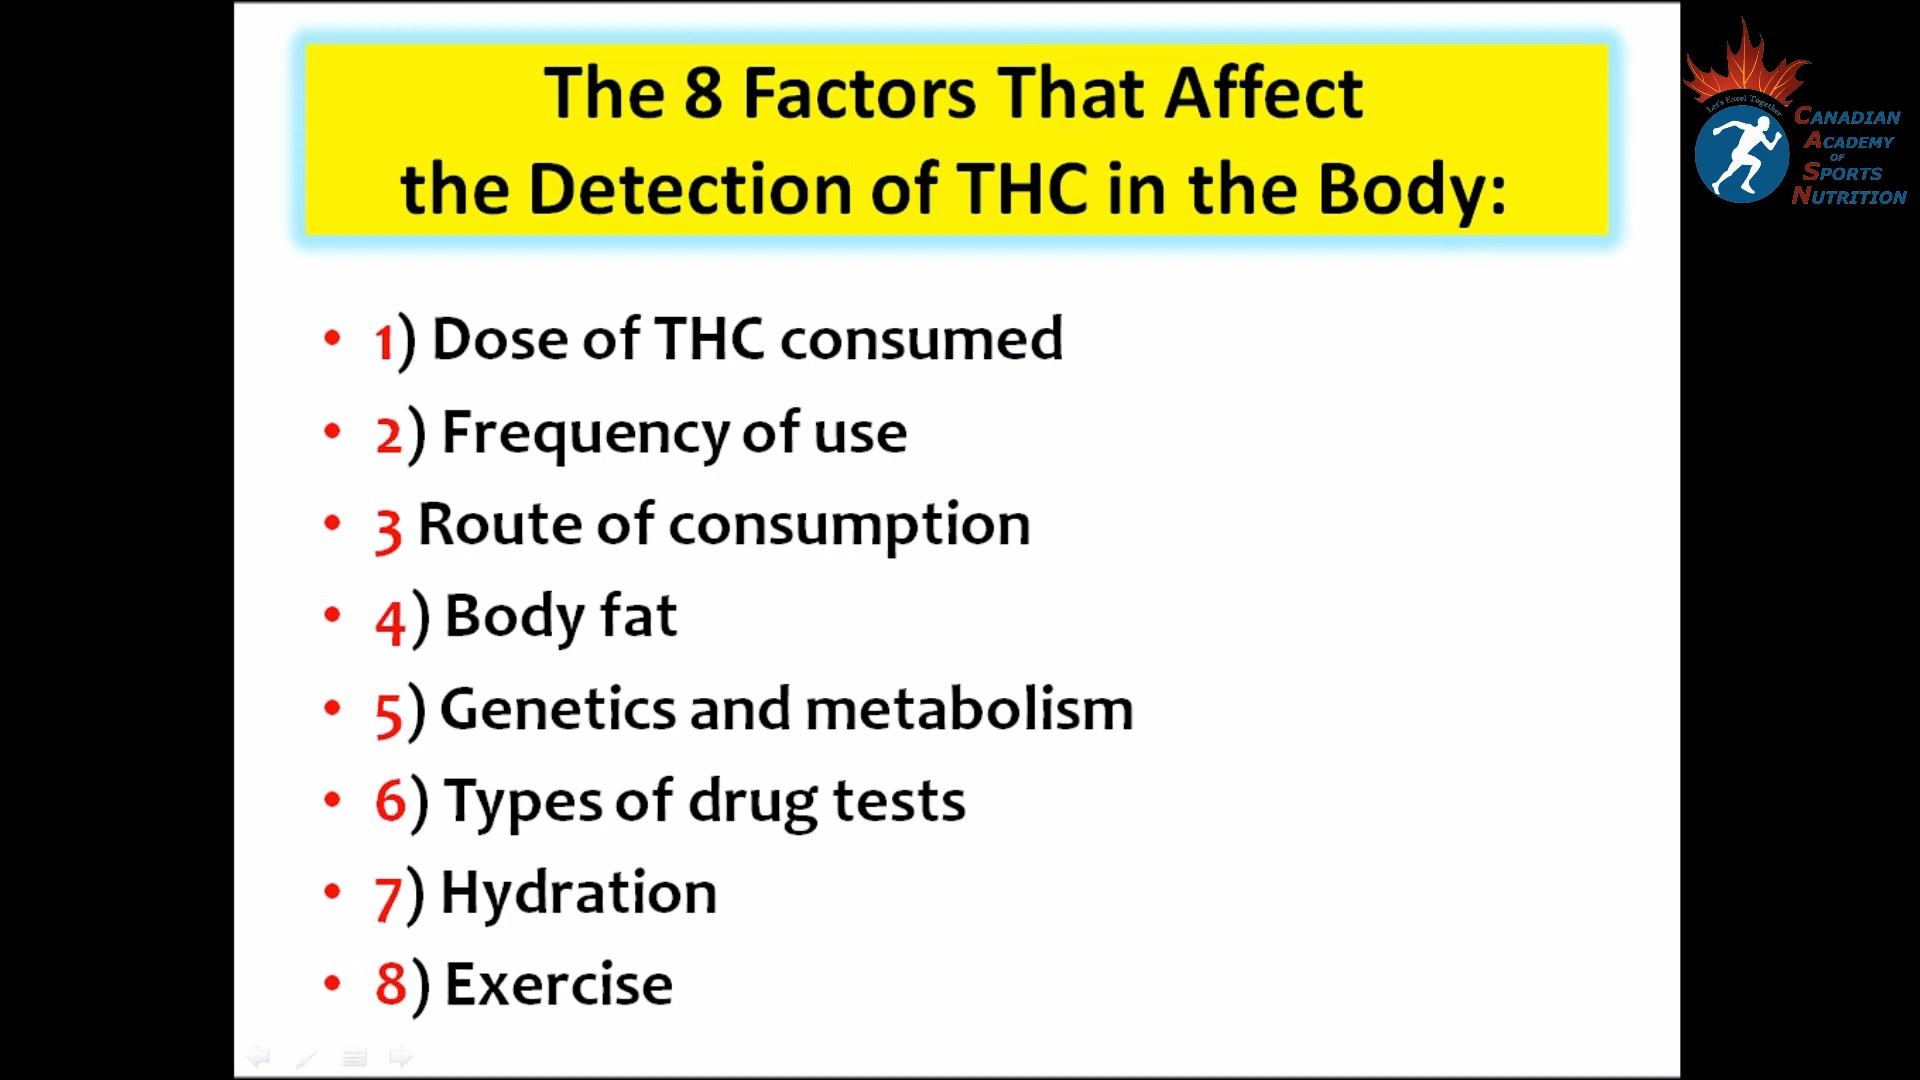 The 8 Factors That Affect
the Detection of THC in the Body:
• 1) Dose of THC consumed
• 2) Frequency of use
• 3 Route of consumption
• 4) Body fat
• 5) Genetics and metabolism
• 6) Types of drug tests
• 7) Hydration
• 8) Exercise
Let's Excel Together
CANADIAN
ACADEMY
OF
SPORTS
NUTRITION